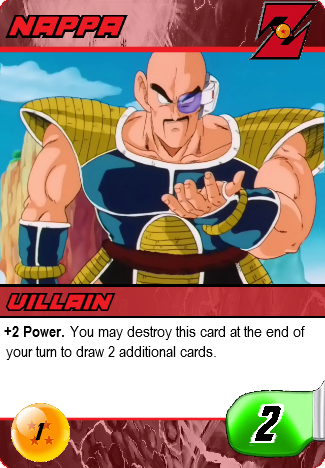 NAPPA
Z
VILLAIN
+2 Power. You may destroy this card at the end of
your turn to draw 2 additional cards.
1
2